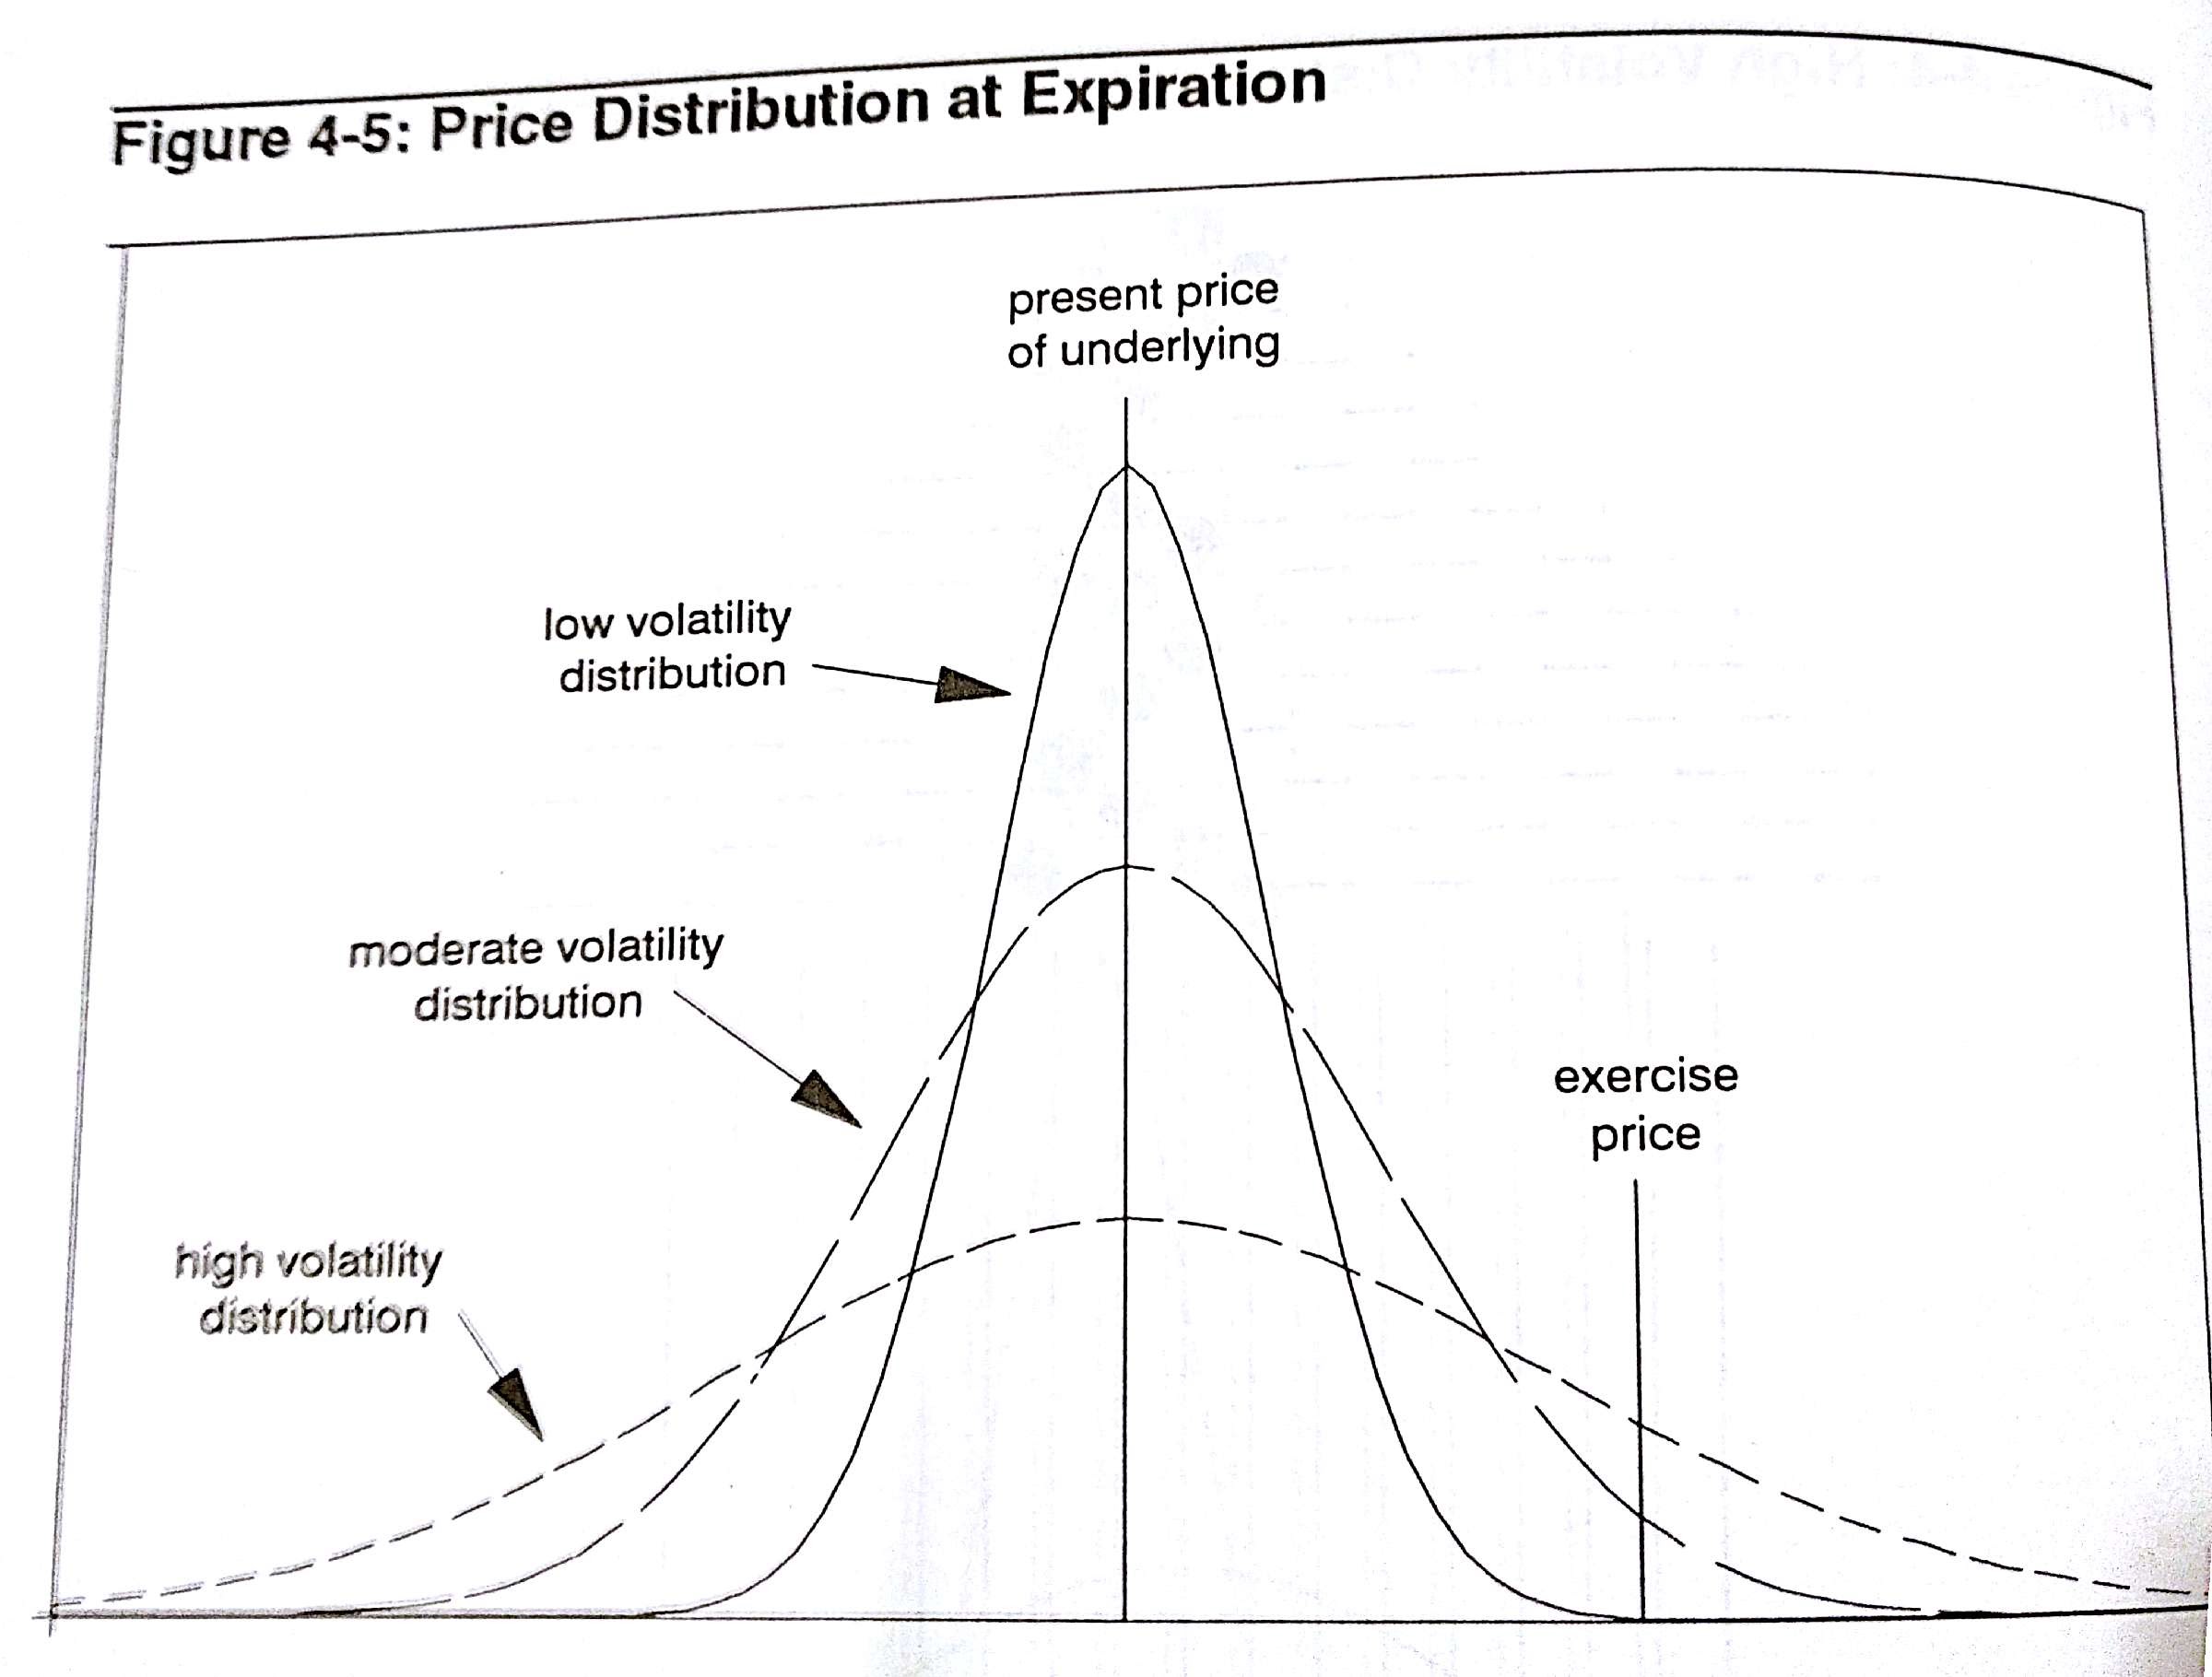 Figure 4-5: Price Distribution at Expiration
present price
of underlying
low volatility
distribution
moderate volatility
distribution
exercise
price
high volatility
distribution